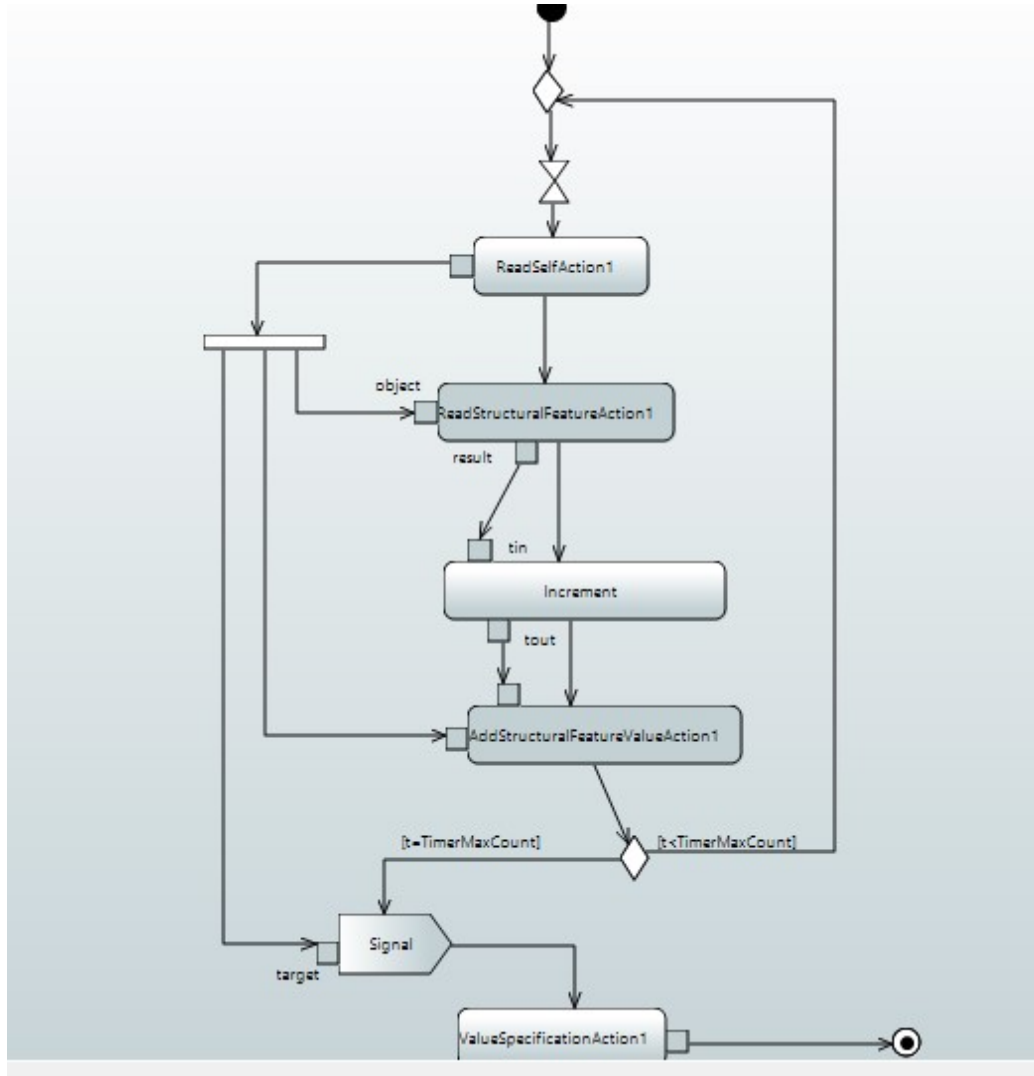 ReadSelfAction1
object
ReadStructuralFeatureAction1
result
tin
Increment
tout
AddStructuralFeatureValueAction1
[t=TimerMaxCount]
[t<TimerMaxCount]
Signal
target
ValueSpecificationAction1